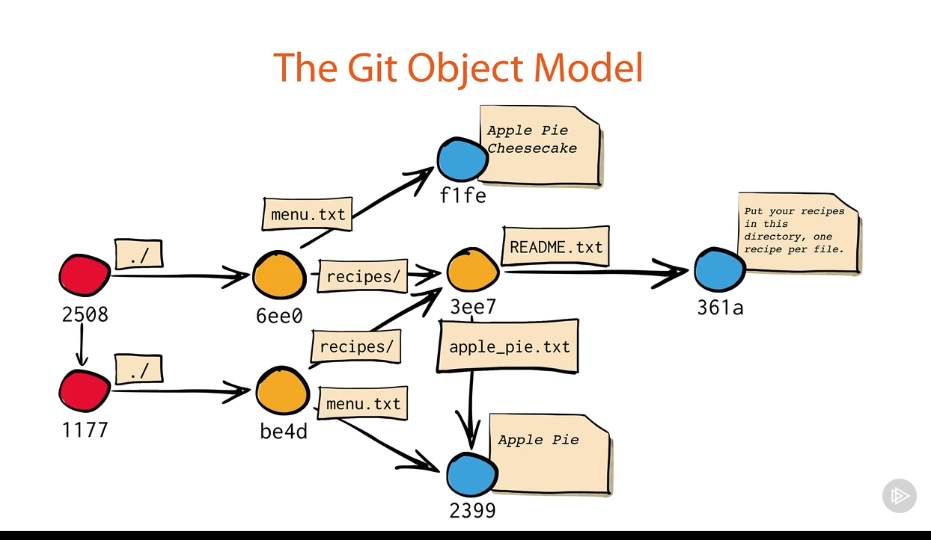 The Git Object Model
Apple Pie
Cheesecake
f1fe
menu.txt
Put your recipes
in this
directory, one
recipe per file.
README.txt
./
recipes/
2508
6ee0
3ee7
361a
recipes/
apple_pie.txt
./
menu.txt
1177
be4d
Apple Pie
2399